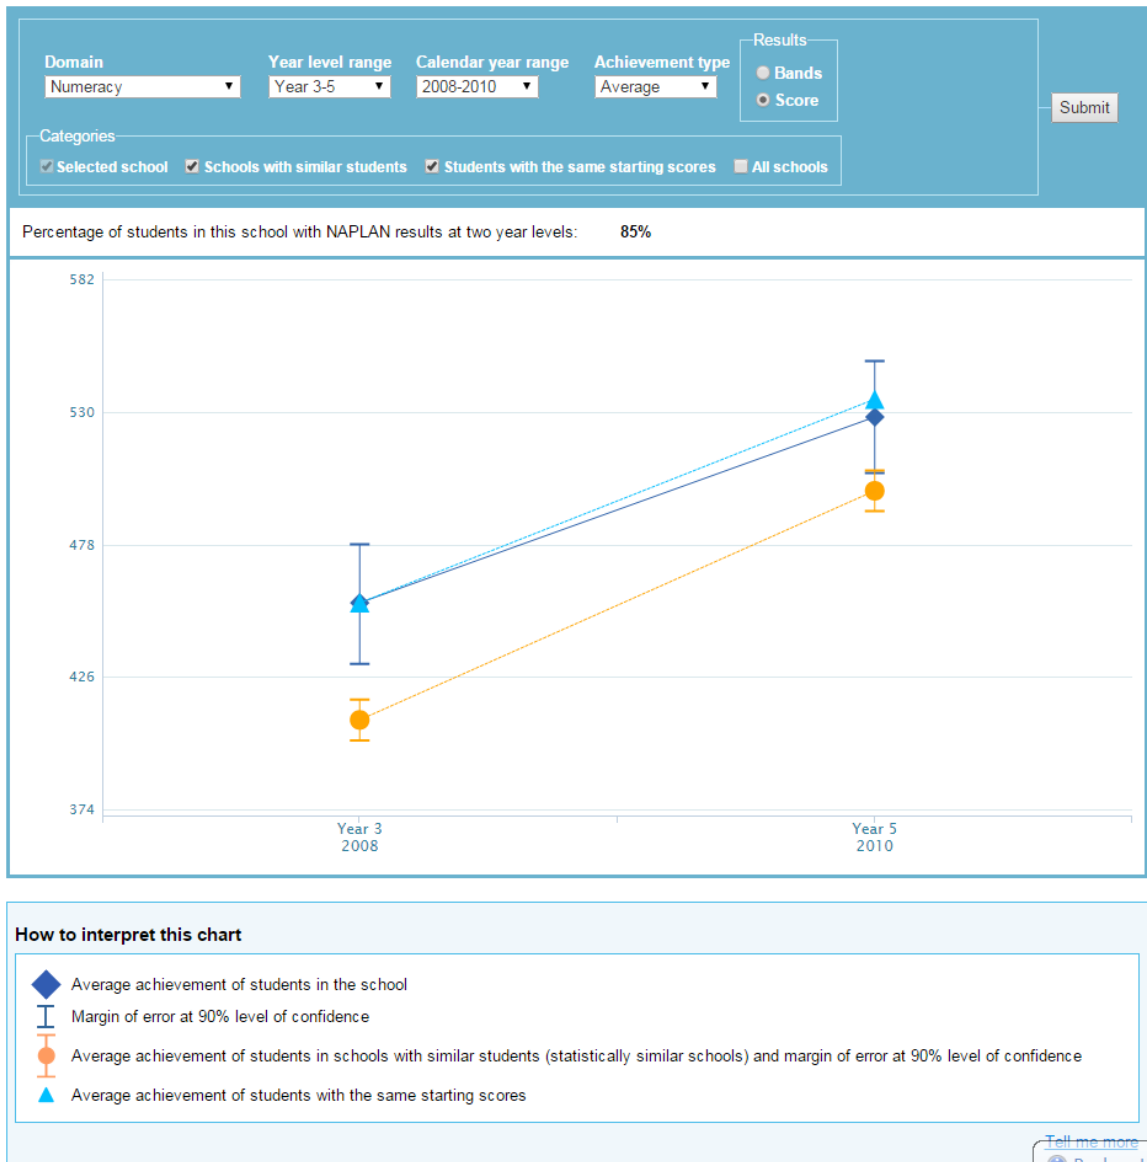 Domain
Year level range
Calendar year range
Achievement type
Results
Numeracy
Year 3-5
2008-2010
Average
Bands
Score
Submit
Categories
Selected school
Schools with similar students
Students with the same starting scores
All schools
Percentage of students in this school with NAPLAN results at two year levels: 85%
582
530
478
426
374
Year 3
2008
Year 5
2010
How to interpret this chart
Average achievement of students in the school
Margin of error at 90% level of confidence
Average achievement of students in schools with similar students (statistically similar schools) and margin of error at 90% level of confidence
Average achievement of students with the same starting scores
Tell me more